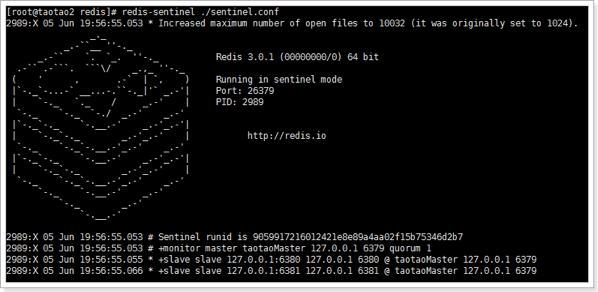 [root@taotao2 redis]# redis-sentinel ./sentinel.conf
2989:X 05 Jun 19:56:55.053 * Increased maximum number of open files to 10032 (it was originally set to 1024).
Redis 3.0.1 (00000000/0) 64 bit
Running in sentinel mode
Port: 26379
PID: 2989
http://redis.io
2989:X 05 Jun 19:56:55.053 # Sentinel runid is 9059917216012421e8e89a4aa02f15b75346d2b7
2989:X 05 Jun 19:56:55.053 # +monitor master taotaoMaster 127.0.0.1 6379 quorum 1
2989:X 05 Jun 19:56:55.055 * +slave slave 127.0.0.1:6380 127.0.0.1 6380 @ taotaoMaster 127.0.0.1 6379
2989:X 05 Jun 19:56:55.066 * +slave slave 127.0.0.1:6381 127.0.0.1 6381 @ taotaoMaster 127.0.0.1 6379